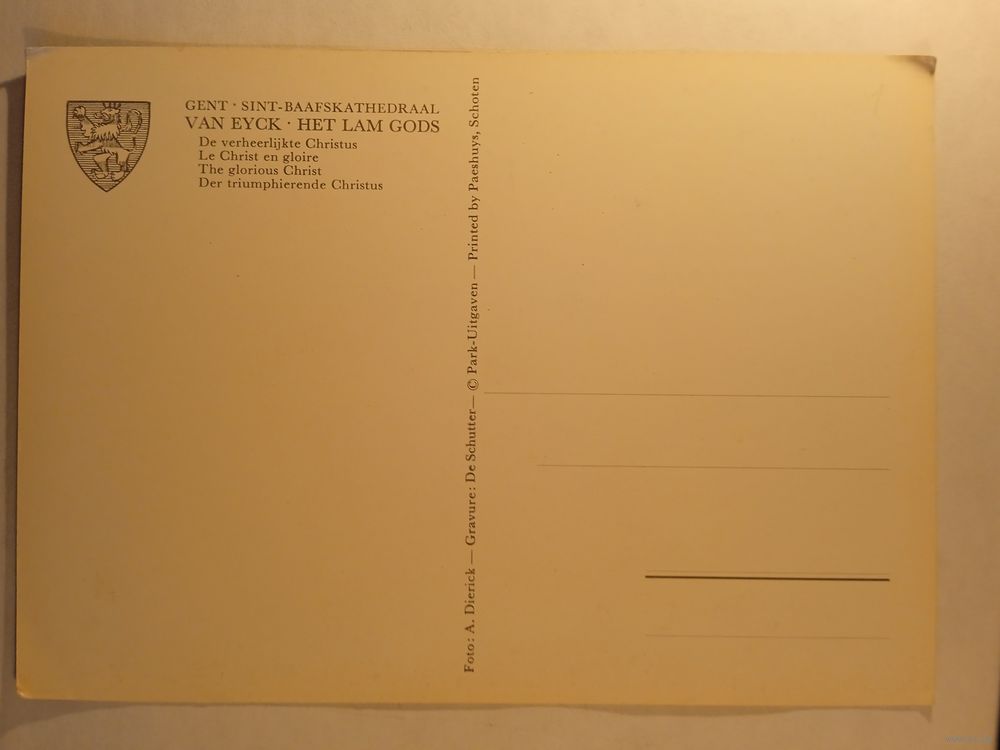 GENT · SINT-BAAFSKATHEDRAAL
VAN EYCK · HET LAM GODS
De verheerlijkte Christus
Le Christ en gloire
The glorious Christ
Der triumphierende Christus
Foto: A. Dierick — Gravure: De Schutter— © Park-Uitgaven — Printed by Paeshuys, Schoten